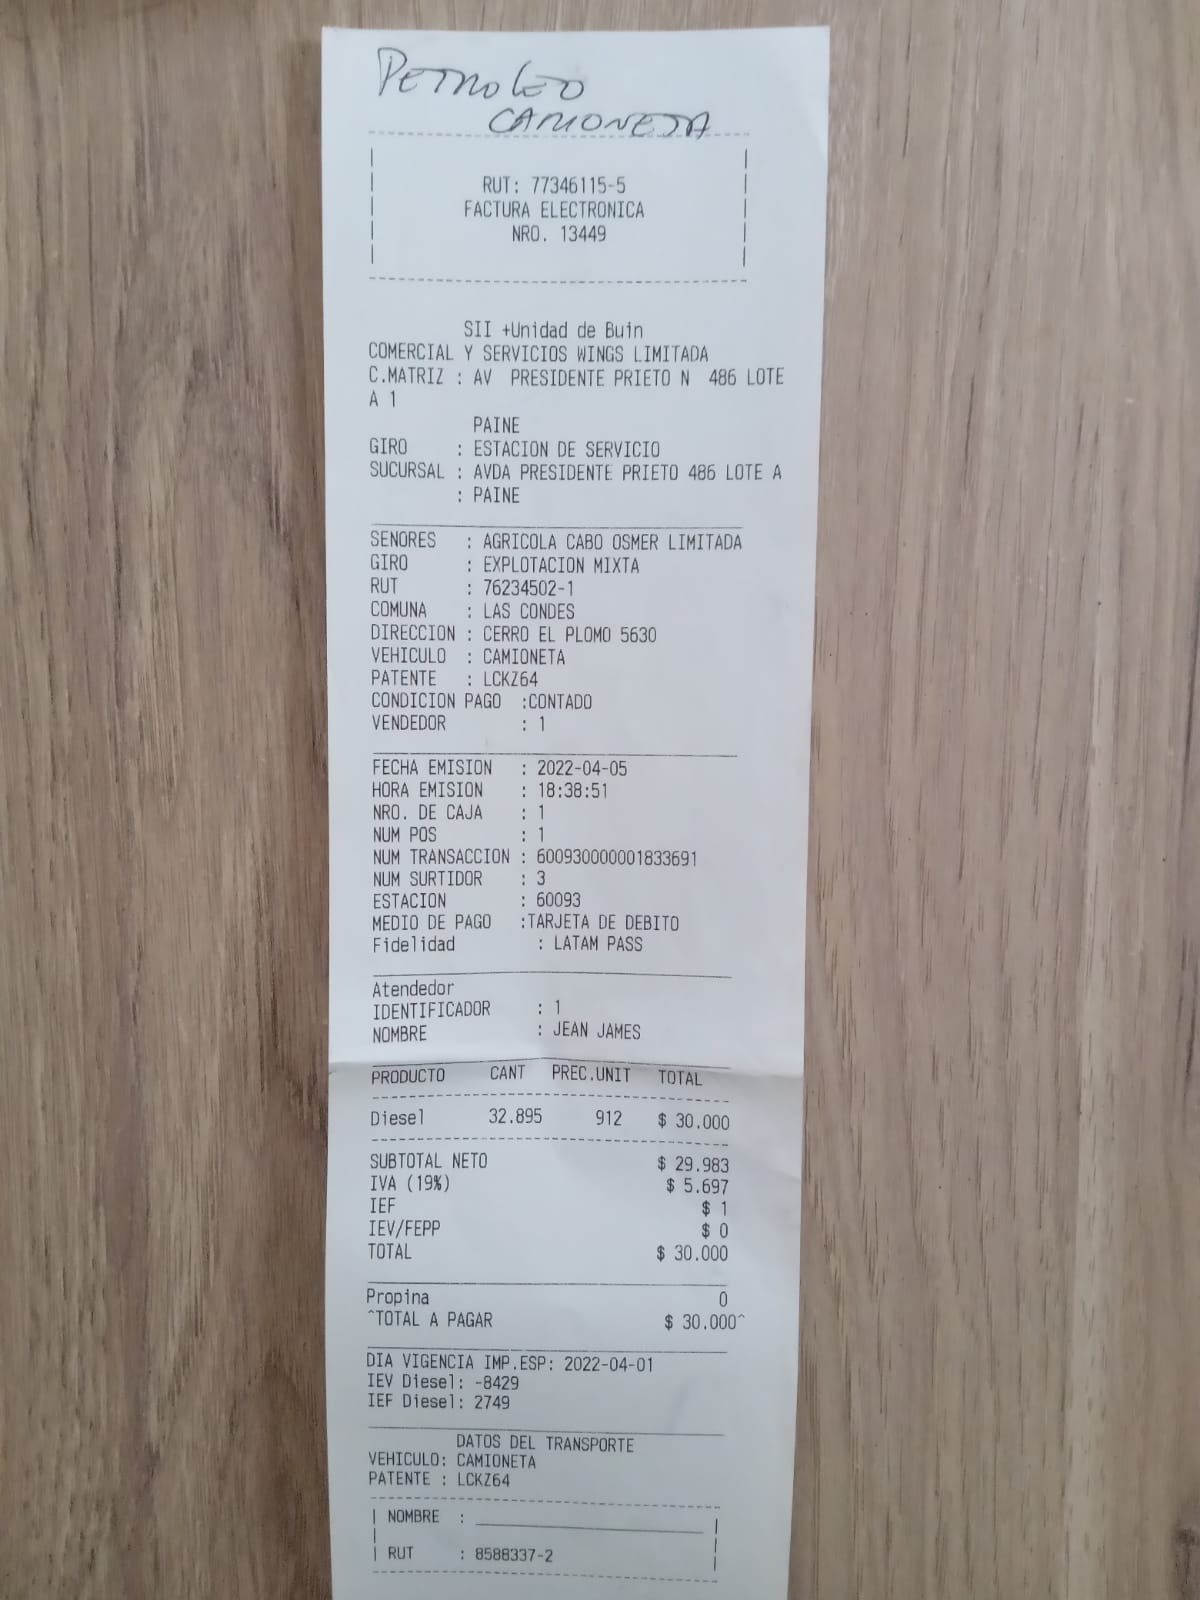 PETROLEO
CAMIONETA
RUT: 77346115-5
FACTURA ELECTRONICA
NRO. 13449
SII +Unidad de Buin
COMERCIAL Y SERVICIOS WINGS LIMITADA
C.MATRIZ : AV PRESIDENTE PRIETO N 486 LOTE
A 1
PAINE
GIRO : ESTACION DE SERVICIO
SUCURSAL : AVDA PRESIDENTE PRIETO 486 LOTE A
: PAINE
SENORES : AGRICOLA CABO OSMER LIMITADA
GIRO : EXPLOTACION MIXTA
RUT : 76234502-1
COMUNA : LAS CONDES
DIRECCION : CERRO EL PLOMO 5630
VEHICULO : CAMIONETA
PATENTE : LCKZ64
CONDICION PAGO :CONTADO
VENDEDOR : 1
FECHA EMISION : 2022-04-05
HORA EMISION : 18:38:51
NRO. DE CAJA : 1
NUM POS : 1
NUM TRANSACCION : 600930000001833691
NUM SURTIDOR : 3
ESTACION : 60093
MEDIO DE PAGO :TARJETA DE DEBITO
Fidelidad : LATAM PASS
Atendedor
IDENTIFICADOR : 1
NOMBRE : JEAN JAMES
PRODUCTO CANT PREC.UNIT TOTAL
Diesel 32.895 912 $ 30.000
SUBTOTAL NETO $ 29.983
IVA (19%) $ 5.697
IEF $ 1
IEV/FEPP $ 0
TOTAL $ 30.000
Propina 0
^TOTAL A PAGAR $ 30.000^
DIA VIGENCIA IMP.ESP: 2022-04-01
IEV Diesel: -8429
IEF Diesel: 2749
DATOS DEL TRANSPORTE
VEHICULO: CAMIONETA
PATENTE : LCKZ64
NOMBRE :
RUT : 8588337-2